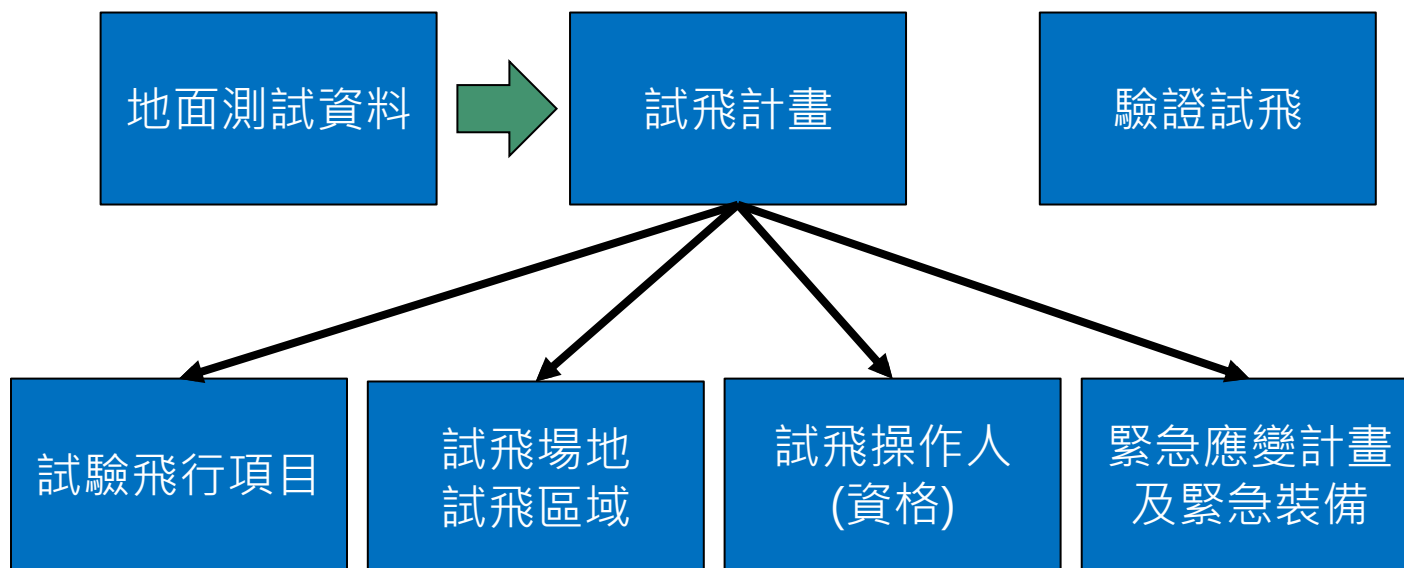 地面測試資料
試飛計畫
驗證試飛
試驗飛行項目
試飛場地
試飛區域
試飛操作人
(資格)
緊急應變計畫
及緊急裝備